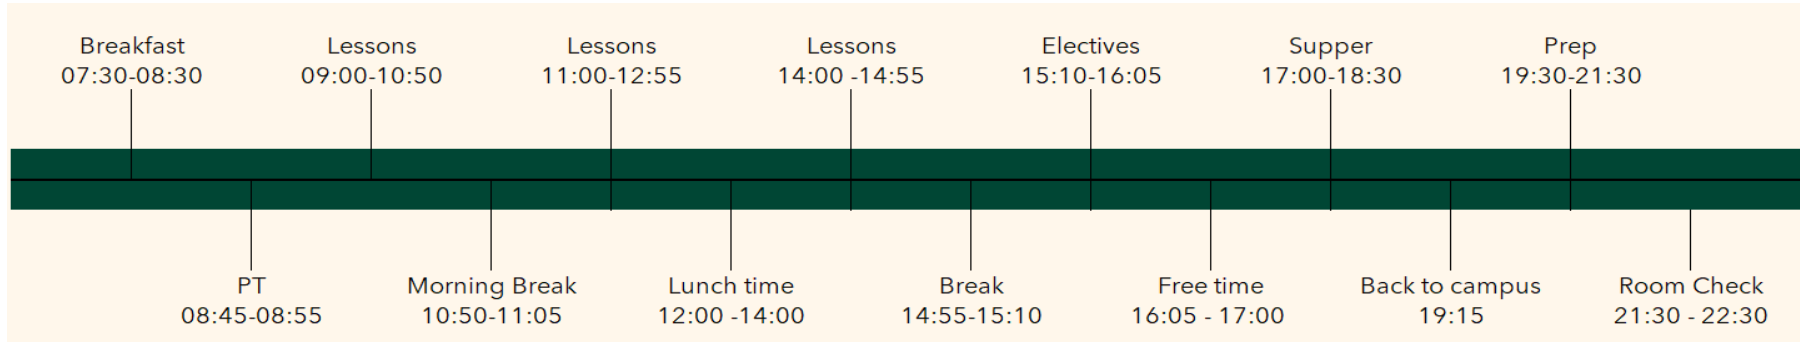 Breakfast
07:30-08:30
Lessons
09:00-10:50
Lessons
11:00-12:55
Lessons
14:00 -14:55
Electives
15:10-16:05
Supper
17:00-18:30
Prep
19:30-21:30
PT
08:45-08:55
Morning Break
10:50-11:05
Lunch time
12:00 -14:00
Break
14:55-15:10
Free time
16:05 - 17:00
Back to campus
19:15
Room Check
21:30 - 22:30